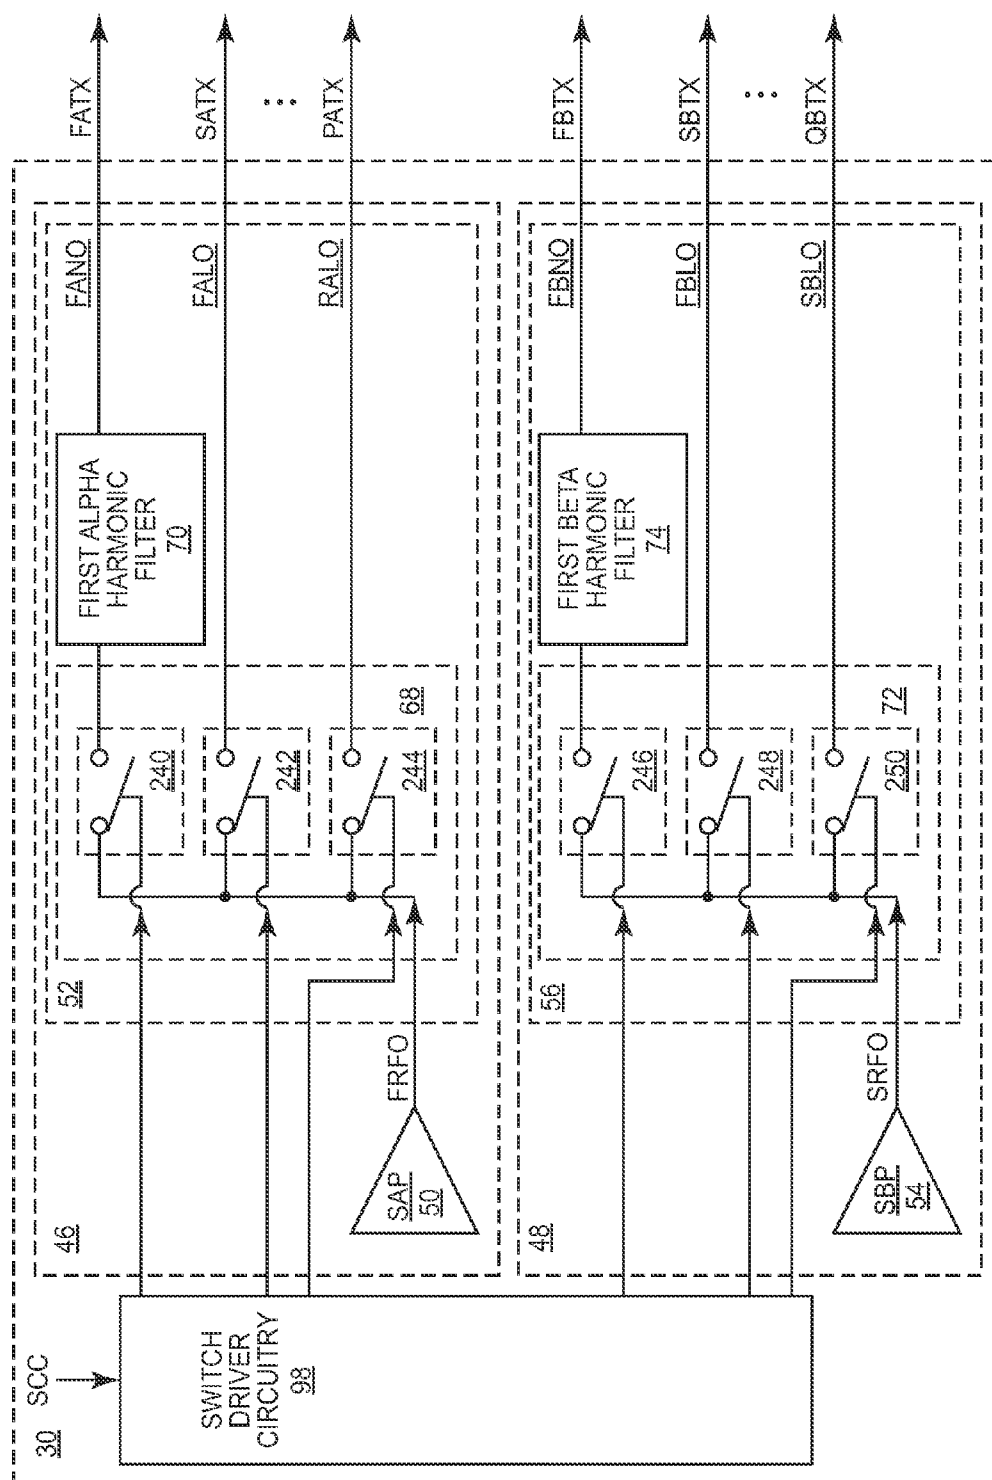 30
SCC
SWITCH
DRIVER
CIRCUITRY
98
46
SAP
50
FRFO
52
68
240
242
244
FIRST ALPHA
HARMONIC
FILTER
70
FANO
FALO
RALO
FATX
SATX
...
PATX
48
SBP
54
SRFO
56
72
246
248
250
FIRST BETA
HARMONIC
FILTER
74
FBNO
FBLO
SBLO
FBTX
SBTX
...
QBTX